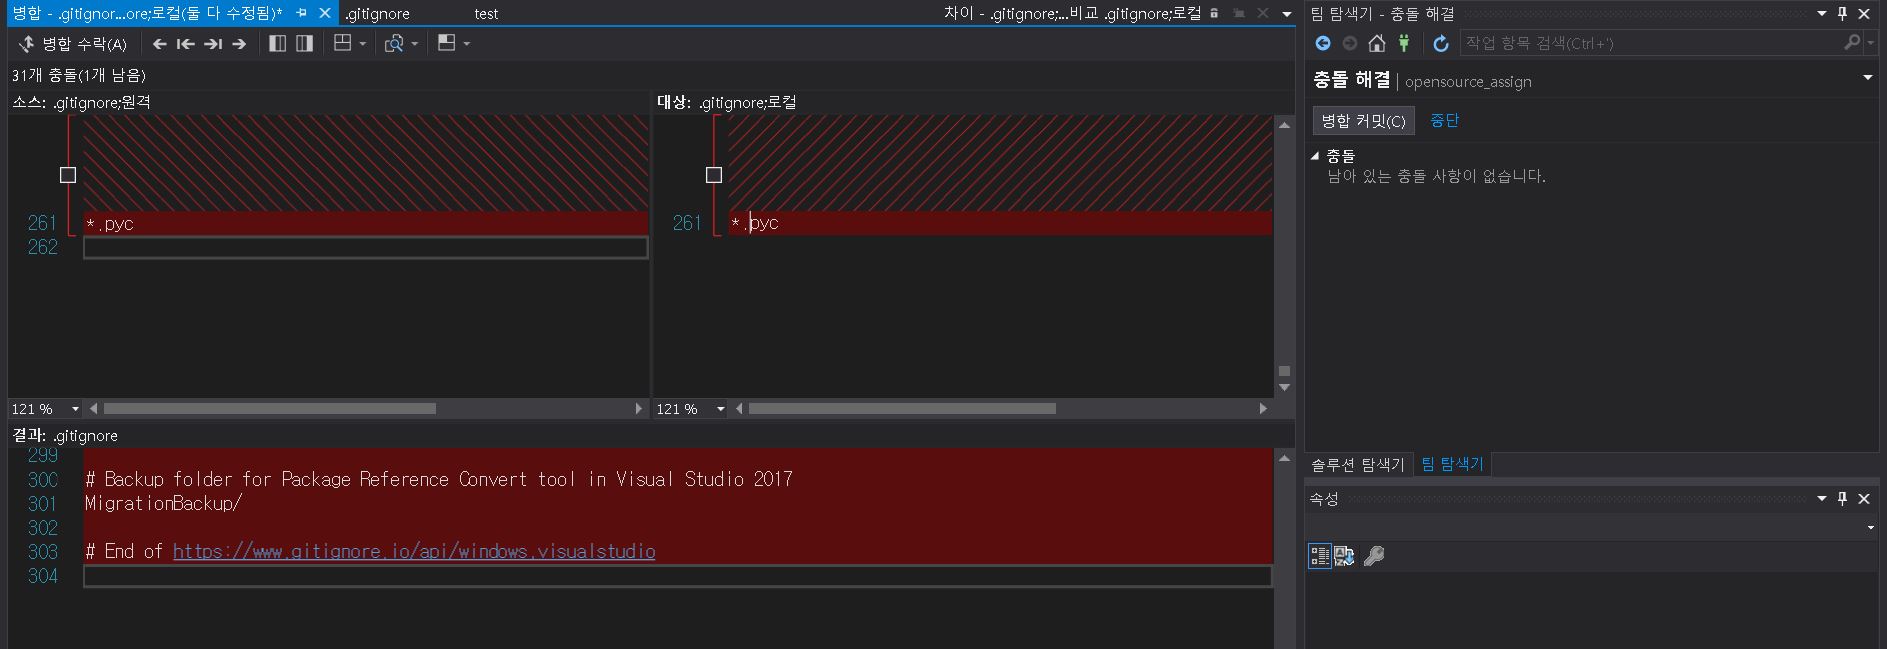 병합 - .gitignor...ore;로컬(둘 다 수정됨)*
.gitignore
test
차이 - .gitignore;...비교 .gitignore;로컬
병합 수락(A)
31개 충돌(1개 남음)
소스: .gitignore;원격
대상: .gitignore;로컬
261 *.pyc
262
261 *.pyc
121 %
121 %
결과: .gitignore
299
300 # Backup folder for Package Reference Convert tool in Visual Studio 2017
301 MigrationBackup/
302
303 # End of https://www.gitignore.io/api/windows,visualstudio
304
팀 탐색기 - 충돌 해결
작업 항목 검색(Ctrl+')
충돌 해결 | opensource_assign
병합 커밋(C) 중단
충돌
남아 있는 충돌 사항이 없습니다.
솔루션 탐색기 팀 탐색기
속성